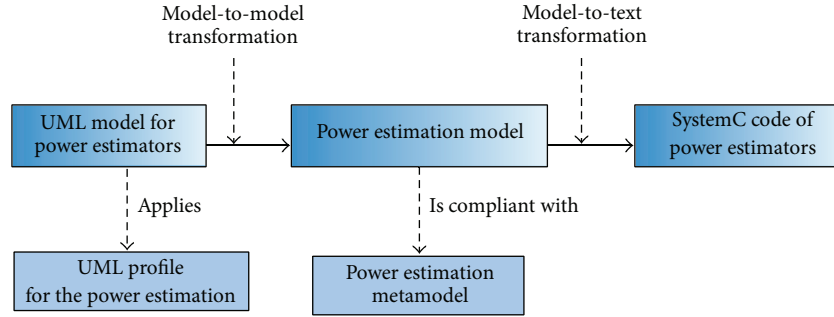 Model-to-model
transformation
Model-to-text
transformation
UML model for
power estimators
Power estimation model
SystemC code of
power estimators
Applies
Is compliant with
UML profile
for the power estimation
Power estimation
metamodel